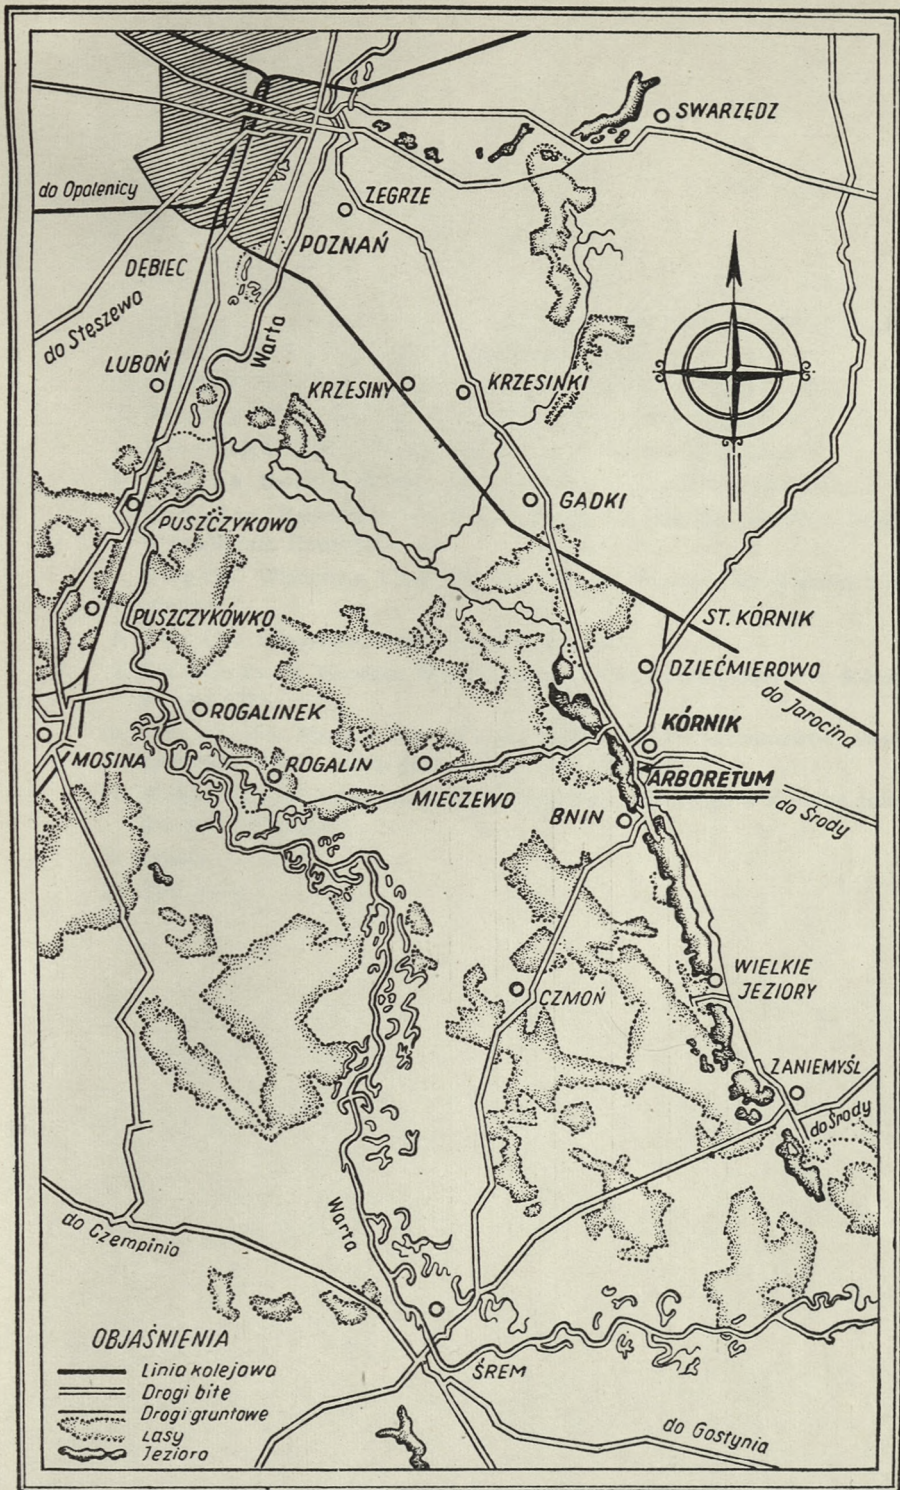 SWARZĘDZ
do Opalenicy
ZEGRZE
POZNAŃ
DĘBIEC
do Stęszewa
Warta
LUBOŃ
KRZESINY
KRZESINKI
GĄDKI
PUSZCZYKOWO
PUSZCZYKÓWKO
ST. KÓRNIK
DZIEĆMIEROWO
do Jarocina
ROGALINEK
KÓRNIK
MOSINA
ROGALIN
ARBORETUM
MIECZEWO
do Środy
BNIN
WIELKIE
JEZIORY
CZMOŃ
ZANIEMYŚL
do Środy
Warta
do Czempinia
OBJAŚNIENIA
Linia kolejowa
Drogi bite
Drogi gruntowe
Lasy
Jeziora
ŚREM
do Gostynia